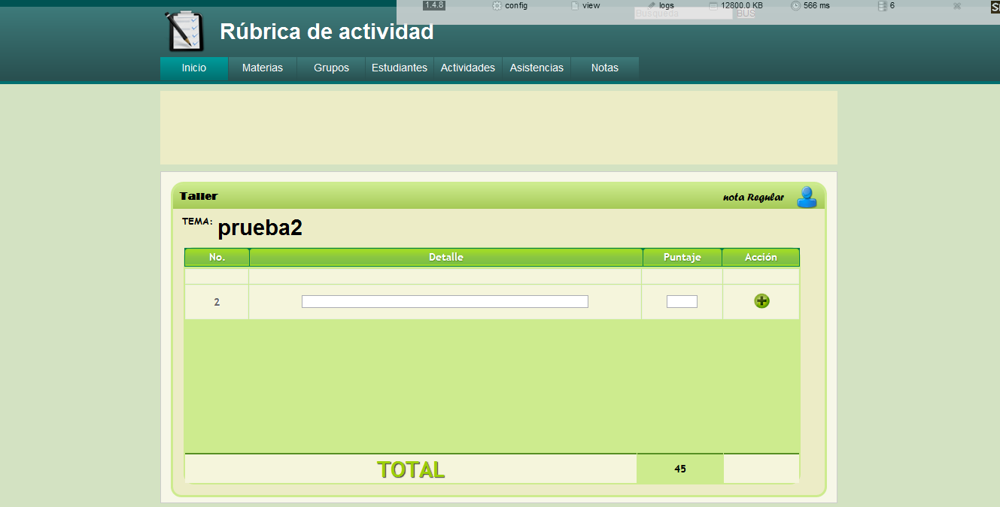 1.4.8 config view logs 12800.0 KB 566 ms 6
Busqueda BUS
Rúbrica de actividad
Inicio Materias Grupos Estudiantes Actividades Asistencias Notas
Taller nota Regular
TEMA: prueba2
No. Detalle Puntaje Acción
2
TOTAL 45